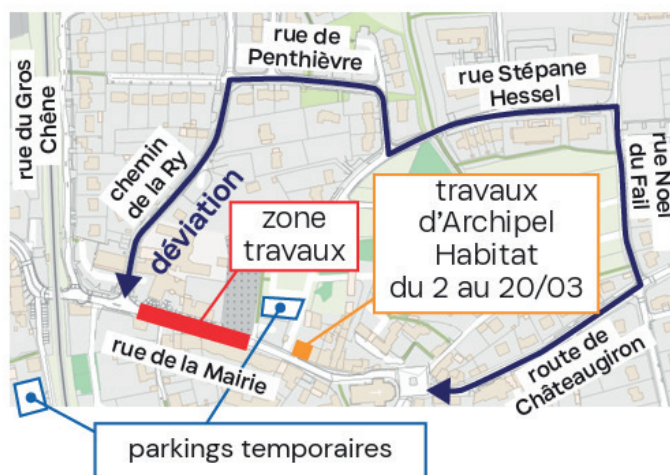 rue du Gros
Chêne
rue de
Penthièvre
rue Stépane
Hessel
rue Noel
du Fail
chemin
de la Ry
déviation
zone
travaux
travaux
d'Archipel
Habitat
du 2 au 20/03
rue de la Mairie
route de
Châteaugiron
parkings temporaires